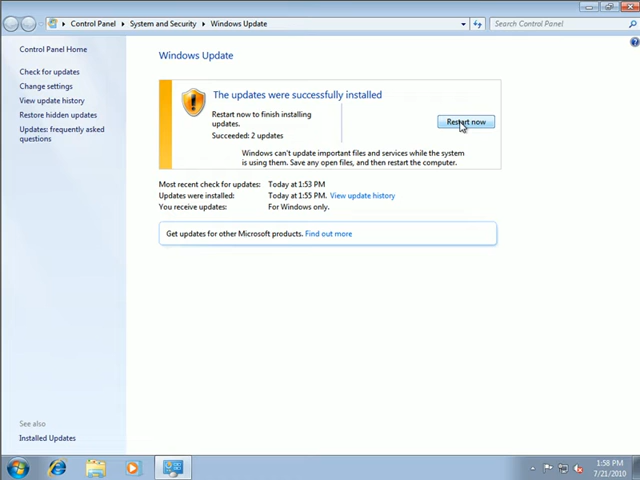 Control Panel ▸ System and Security ▸ Windows Update
Search Control Panel
Control Panel Home
Check for updates
Change settings
View update history
Restore hidden updates
Updates: frequently asked
questions
Windows Update
The updates were successfully installed
Restart now to finish installing
updates.
Succeeded: 2 updates
Restart now
Windows can't update important files and services while the system
is using them. Save any open files, and then restart the computer.
Most recent check for updates: Today at 1:53 PM
Updates were installed: Today at 1:55 PM. View update history
You receive updates: For Windows only.
Get updates for other Microsoft products. Find out more
See also
Installed Updates
1:58 PM
7/21/2010